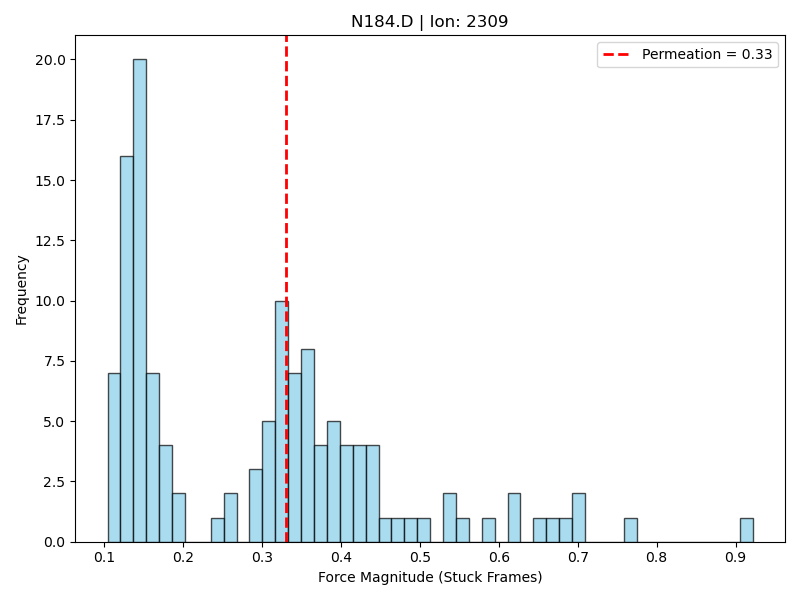 N184.D | Ion: 2309
Permeation = 0.33
Frequency
20.0
17.5
15.0
12.5
10.0
7.5
5.0
2.5
0.0
0.1 0.2 0.3 0.4 0.5 0.6 0.7 0.8 0.9
Force Magnitude (Stuck Frames)